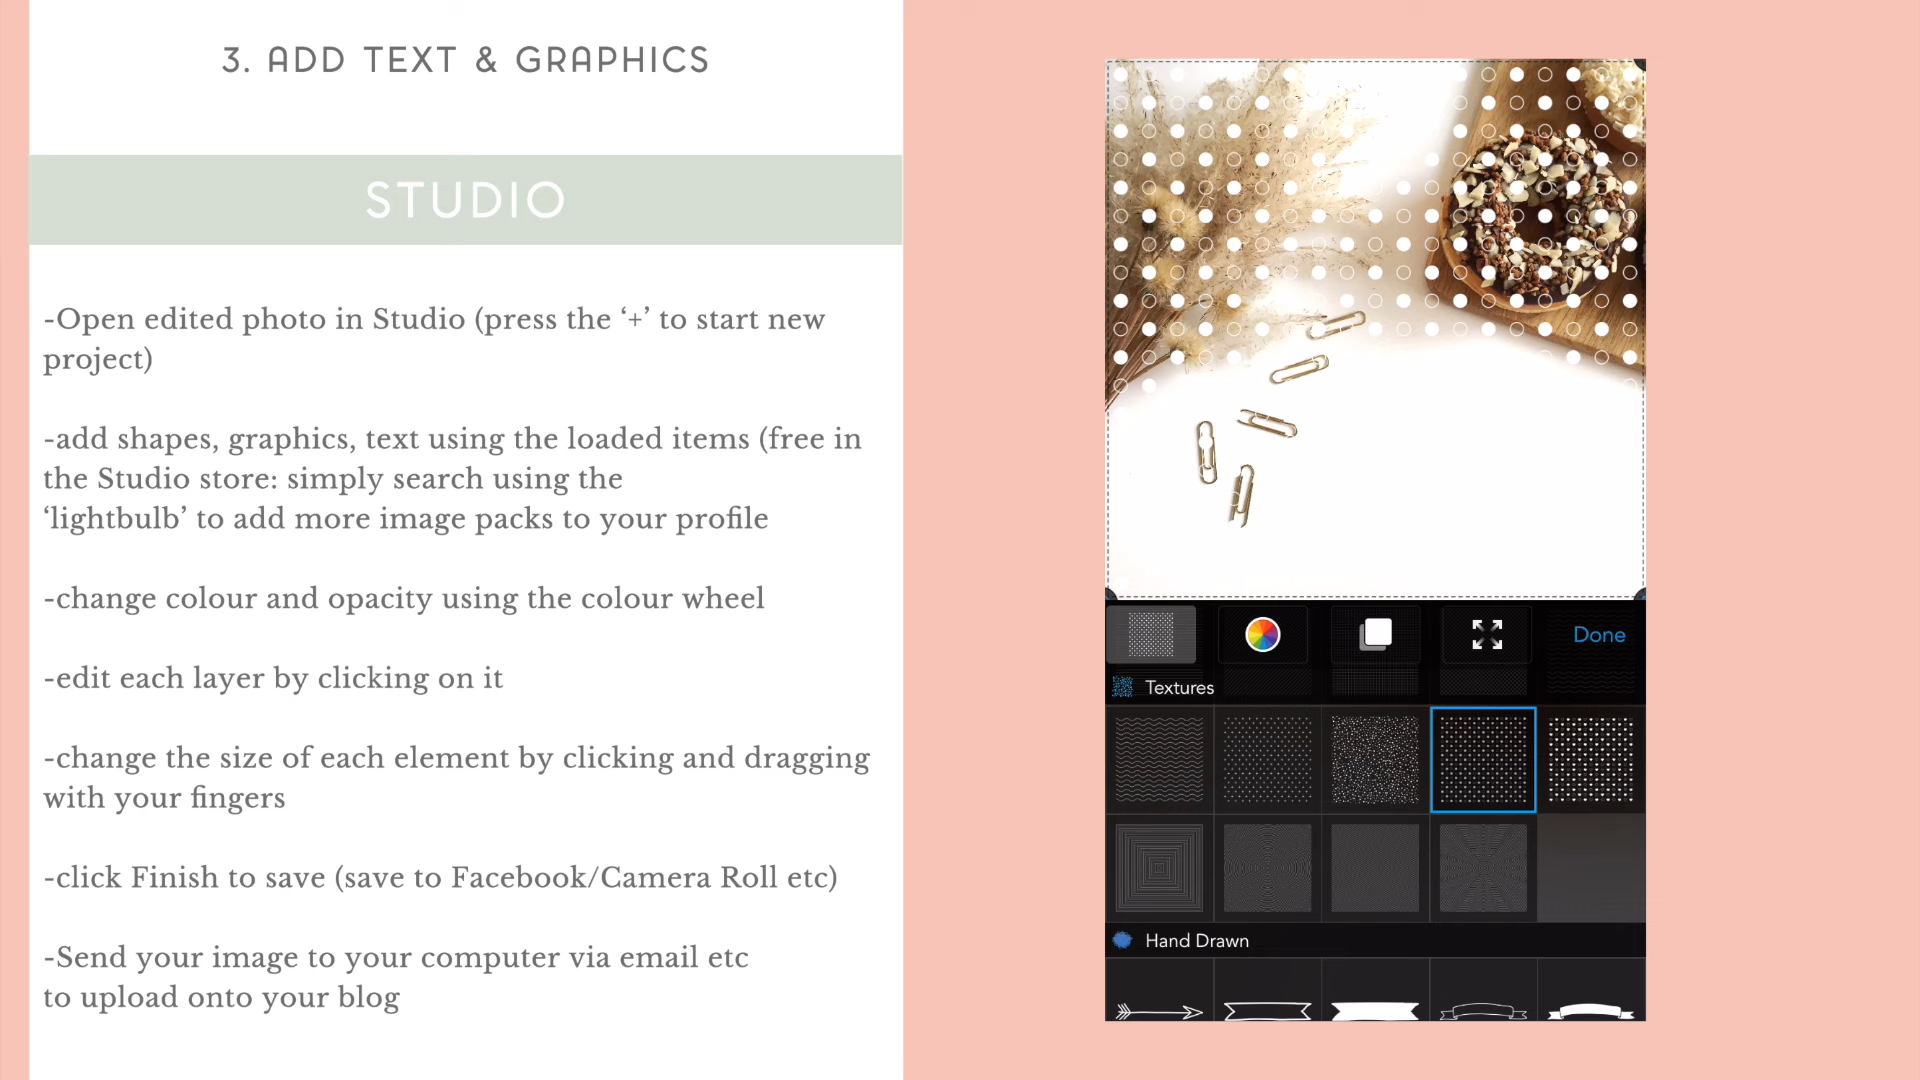 3. ADD TEXT & GRAPHICS
STUDIO
-Open edited photo in Studio (press the ‘+’ to start new
project)
-add shapes, graphics, text using the loaded items (free in
the Studio store: simply search using the
‘lightbulb’ to add more image packs to your profile
-change colour and opacity using the colour wheel
-edit each layer by clicking on it
-change the size of each element by clicking and dragging
with your fingers
-click Finish to save (save to Facebook/Camera Roll etc)
-Send your image to your computer via email etc
to upload onto your blog
Done
Textures
Hand Drawn